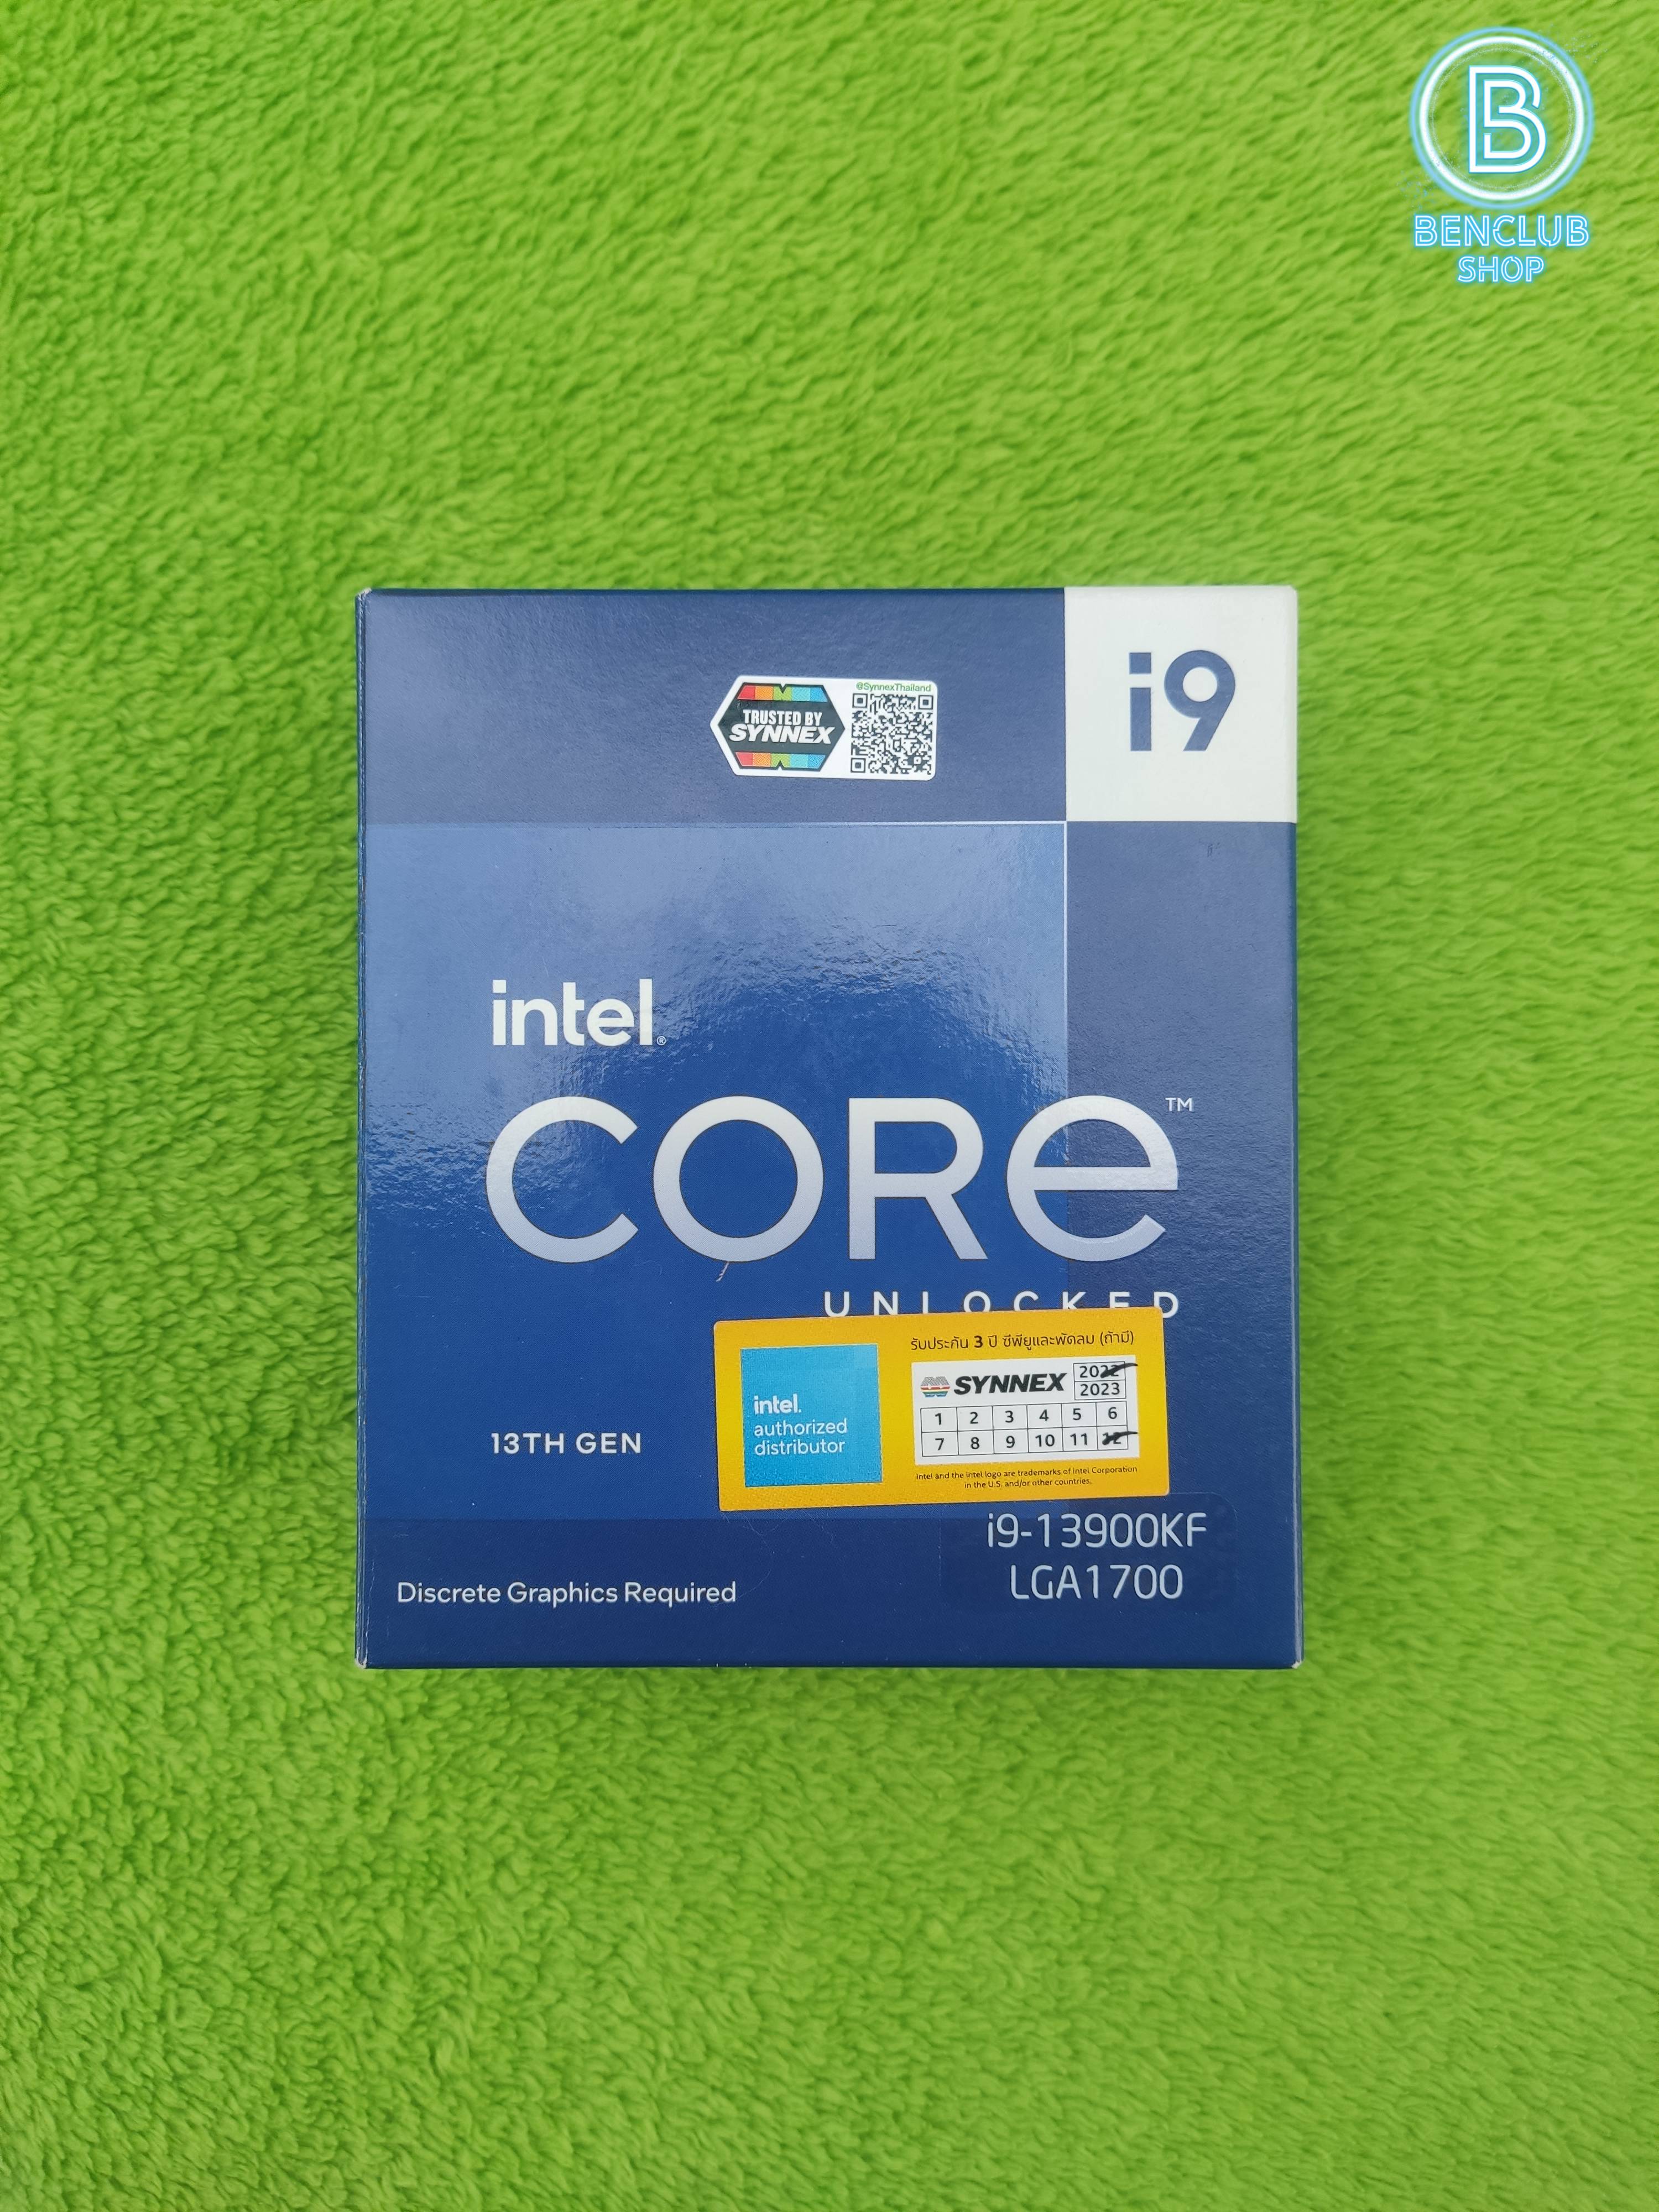 B
BENCLUB
SHOP
i9
@SynnexThailand
TRUSTED BY
SYNNEX
intel®
CORe™
UNLOCKED
รับประกัน 3 ปี ซีพียูและพัดลม (ถ้ามี)
SYNNEX
2022
2023
1 2 3 4 5 6
7 8 9 10 11 12
intel.
authorized
distributor
Intel and the intel logo are trademarks of Intel Corporation
in the U.S. and/or other countries.
13TH GEN
i9-13900KF
LGA1700
Discrete Graphics Required